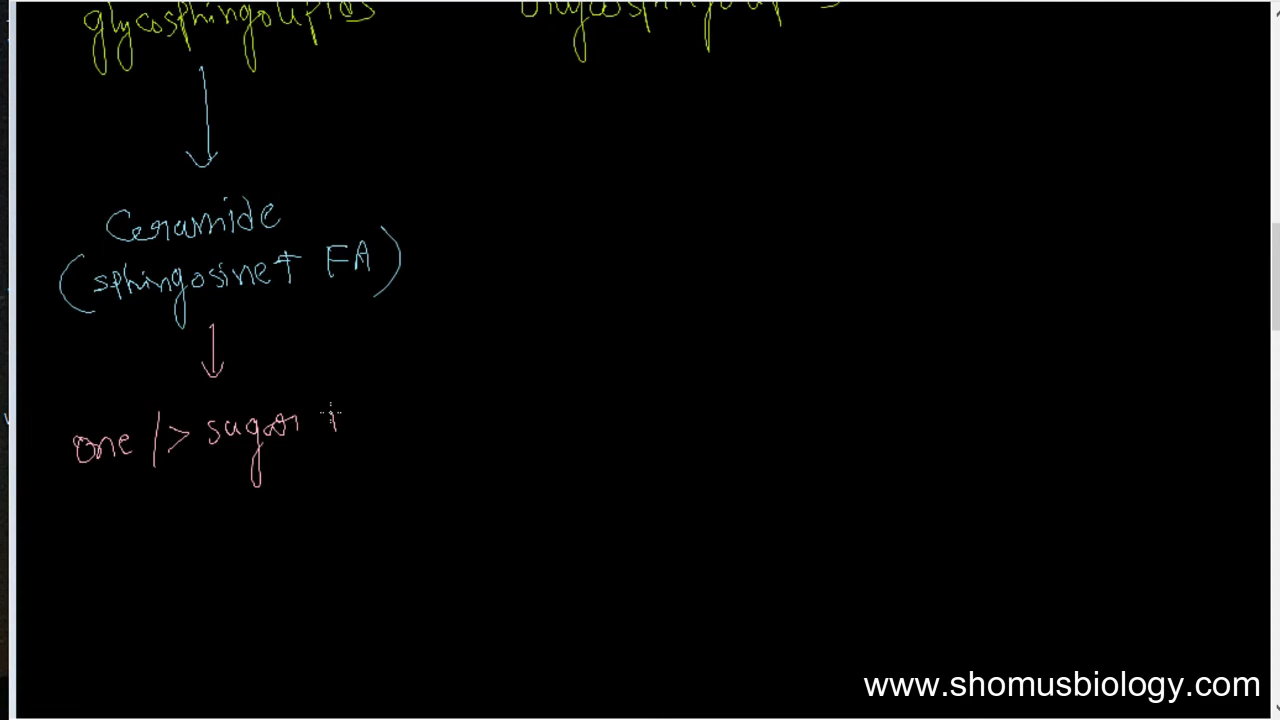 glycosphingolipids
Ceramide
(sphingosine + FA)
one / > sugar +
www.shomusbiology.com